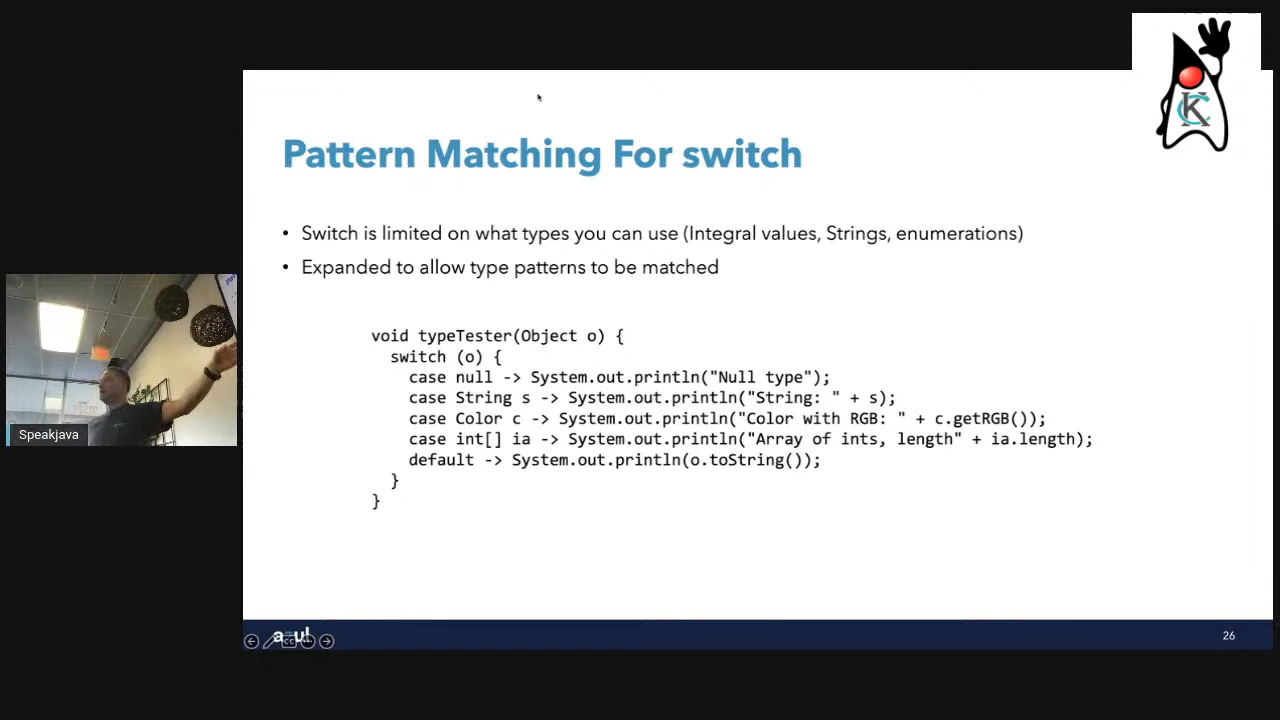 Pattern Matching For switch
• Switch is limited on what types you can use (Integral values, Strings, enumerations)
• Expanded to allow type patterns to be matched
void typeTester(Object o) {
  switch (o) {
    case null -> System.out.println("Null type");
    case String s -> System.out.println("String: " + s);
    case Color c -> System.out.println("Color with RGB: " + c.getRGB());
    case int[] ia -> System.out.println("Array of ints, length" + ia.length);
    default -> System.out.println(o.toString());
  }
}
Speakjava
azul
26
KC